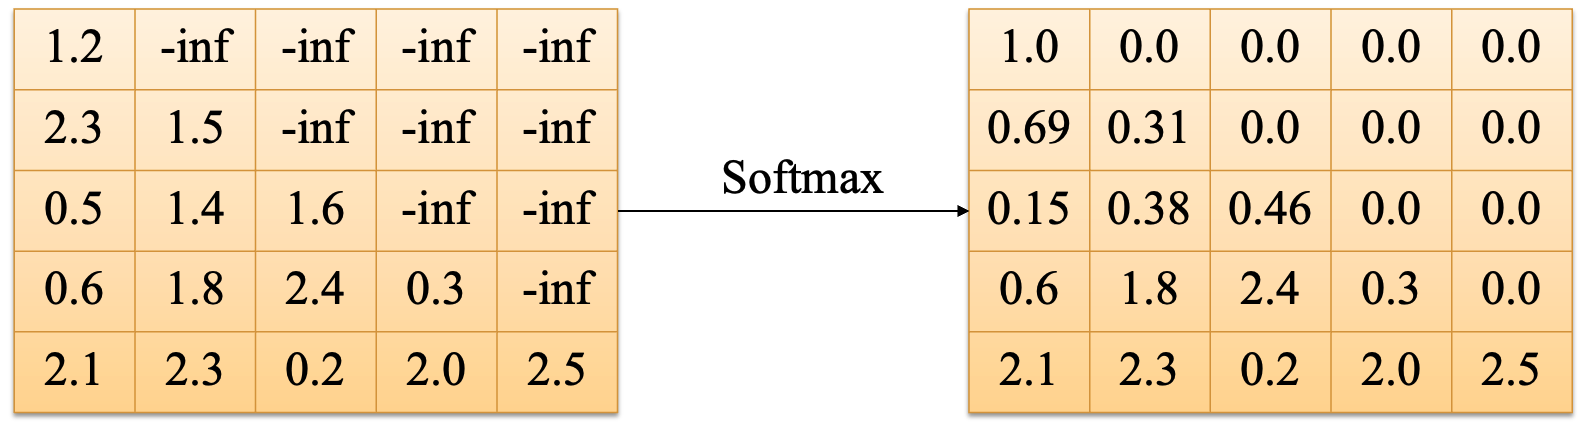 1.2 -inf -inf -inf -inf
2.3 1.5 -inf -inf -inf
0.5 1.4 1.6 -inf -inf
0.6 1.8 2.4 0.3 -inf
2.1 2.3 0.2 2.0 2.5
Softmax
1.0 0.0 0.0 0.0 0.0
0.69 0.31 0.0 0.0 0.0
0.15 0.38 0.46 0.0 0.0
0.6 1.8 2.4 0.3 0.0
2.1 2.3 0.2 2.0 2.5